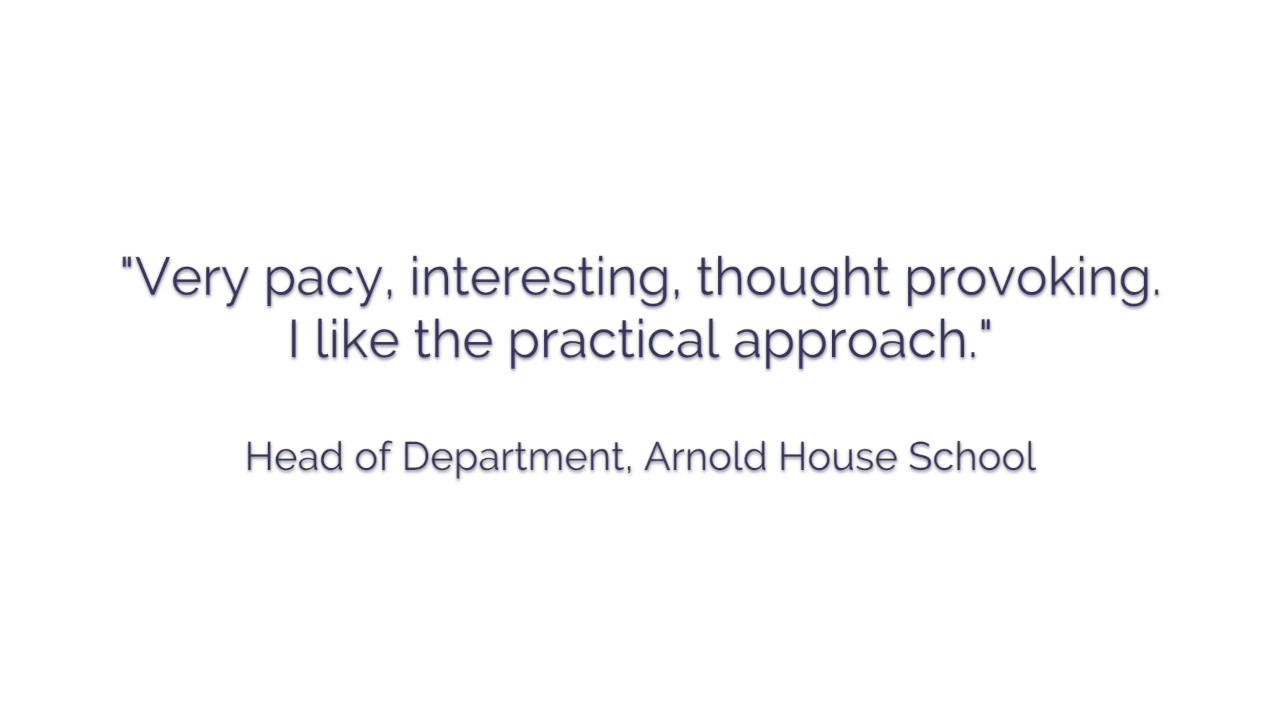 "Very pacy, interesting, thought provoking.
I like the practical approach."
Head of Department, Arnold House School